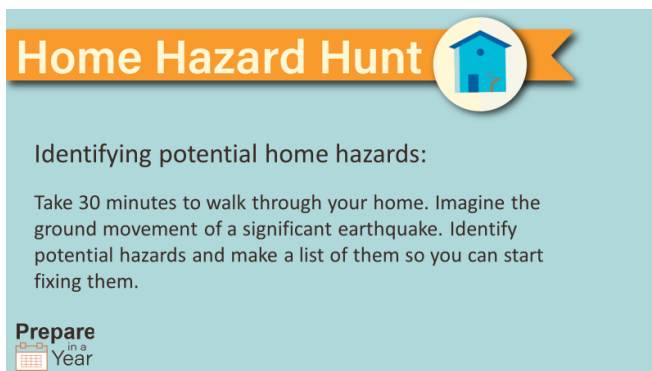 Home Hazard Hunt
Identifying potential home hazards:
Take 30 minutes to walk through your home. Imagine the
ground movement of a significant earthquake. Identify
potential hazards and make a list of them so you can start
fixing them.
Prepare
in a
Year